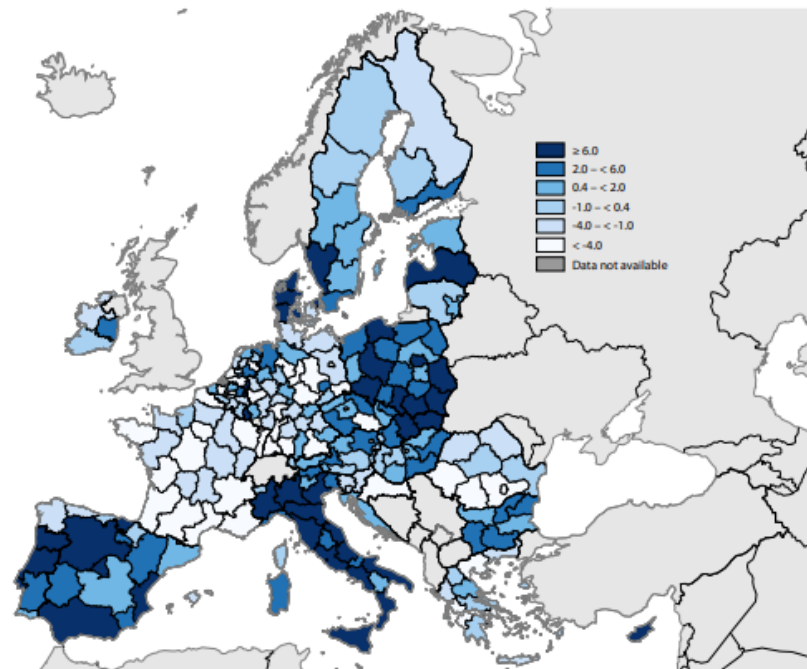 ≥ 6.0
2.0 – < 6.0
0.4 – < 2.0
-1.0 – < 0.4
-4.0 – < -1.0
< -4.0
Data not available